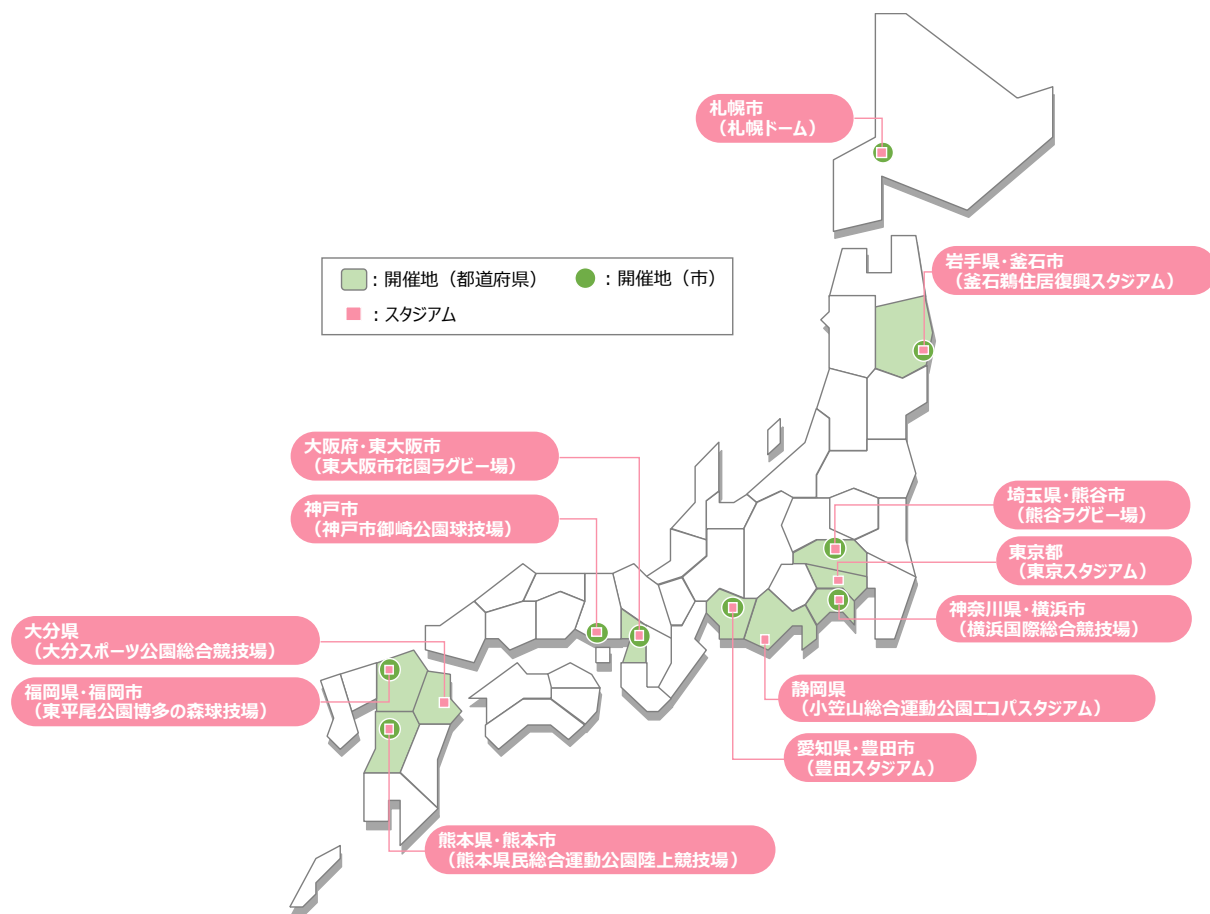 札幌市
（札幌ドーム）
：開催地（都道府県）
：開催地（市）
：スタジアム
岩手県・釜石市
（釜石鵜住居復興スタジアム）
大阪府・東大阪市
（東大阪市花園ラグビー場）
神戸市
（神戸市御崎公園球技場）
埼玉県・熊谷市
（熊谷ラグビー場）
東京都
（東京スタジアム）
神奈川県・横浜市
（横浜国際総合競技場）
大分県
（大分スポーツ公園総合競技場）
福岡県・福岡市
（東平尾公園博多の森球技場）
静岡県
（小笠山総合運動公園エコパスタジアム）
愛知県・豊田市
（豊田スタジアム）
熊本県・熊本市
（熊本県民総合運動公園陸上競技場）